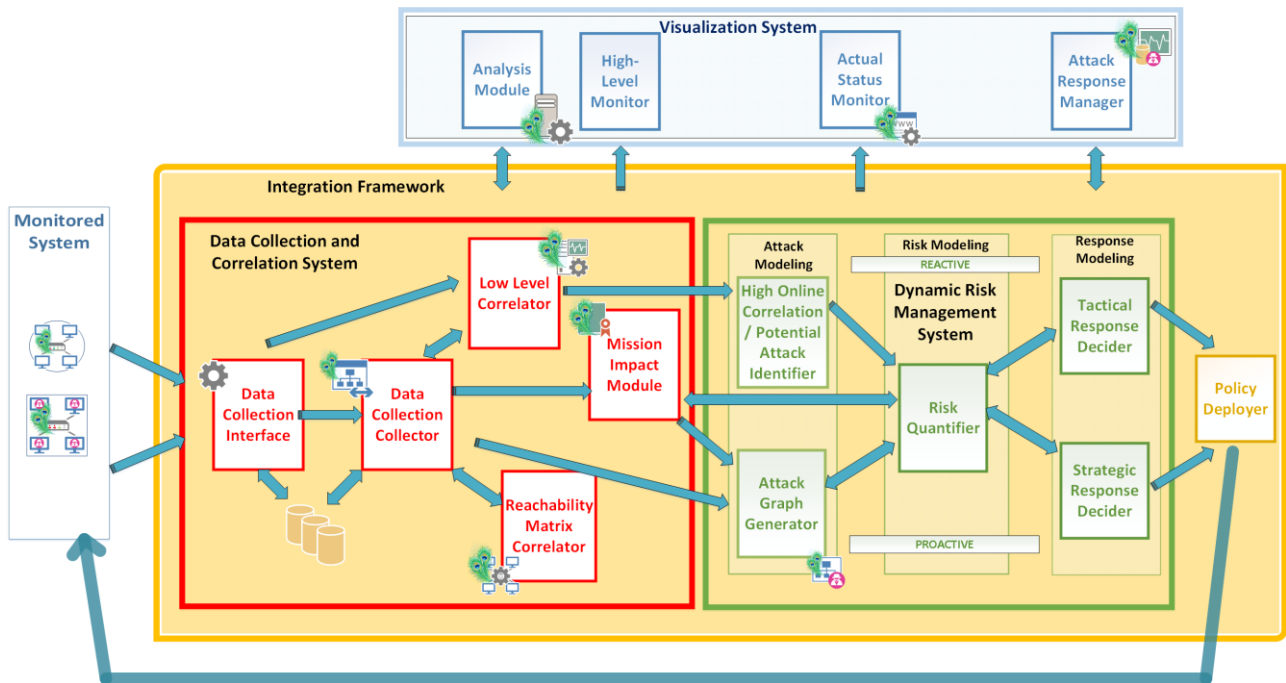 Visualization System
Analysis
Module
High-
Level
Monitor
Actual
Status
Monitor
Attack
Response
Manager
WWW
Integration Framework
Monitored
System
Data Collection and
Correlation System
Low Level
Correlator
Mission
Impact
Module
Data
Collection
Interface
Data
Collection
Collector
Reachability
Matrix
Correlator
Attack
Modeling
Risk Modeling
Response
Modeling
REACTIVE
High Online
Correlation
/ Potential
Attack
Identifier
Dynamic Risk
Management
System
Tactical
Response
Decider
Risk
Quantifier
Policy
Deployer
Attack
Graph
Generator
Strategic
Response
Decider
PROACTIVE